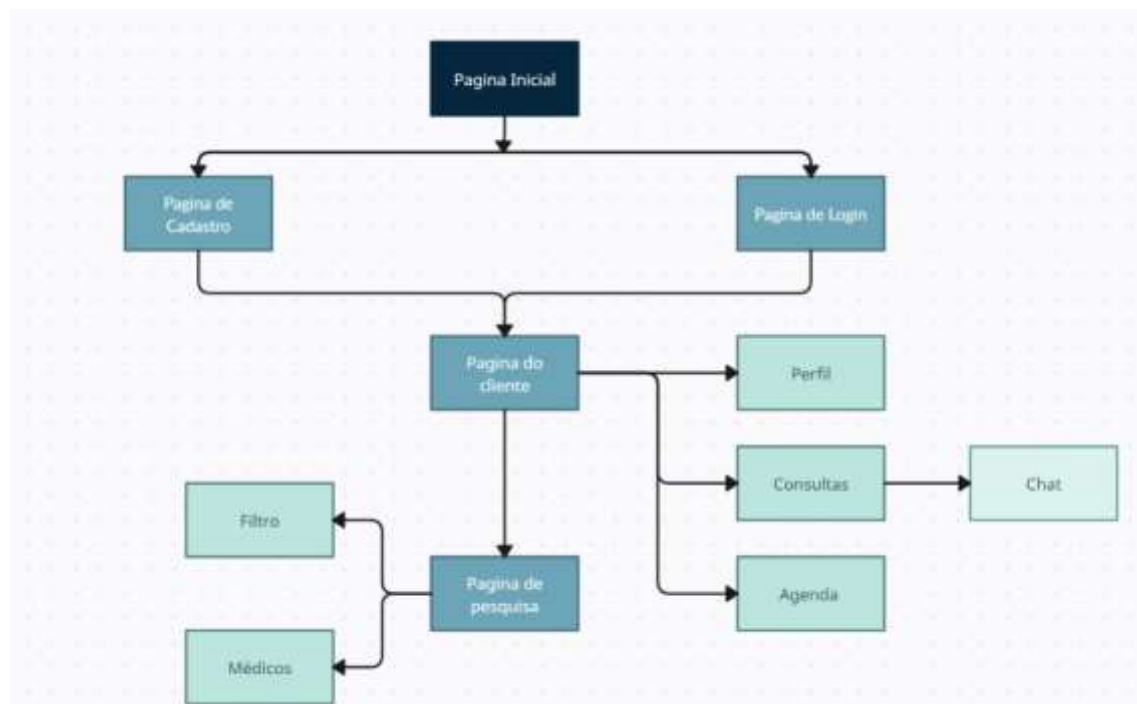 Pagina Inicial
Pagina de
Cadastro
Pagina de Login
Pagina do
cliente
Perfil
Consultas
Chat
Filtro
Pagina de
pesquisa
Agenda
Médicos